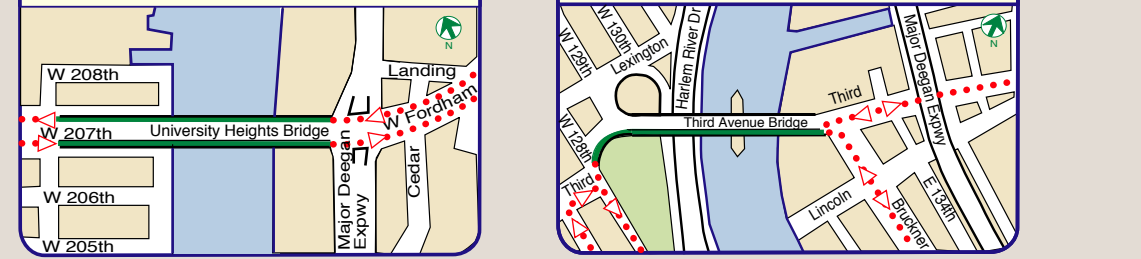 N
Landing
W 208th
W Fordham
University Heights Bridge
W 207th
Major Deegan
Expwy
Cedar
W 206th
W 205th
N
W 130th
W 129th
Lexington
Harlem River Dr
Major Deegan Expwy
Third
Third Avenue Bridge
W 128th
Third
Lincoln
E 134th
Bruckner